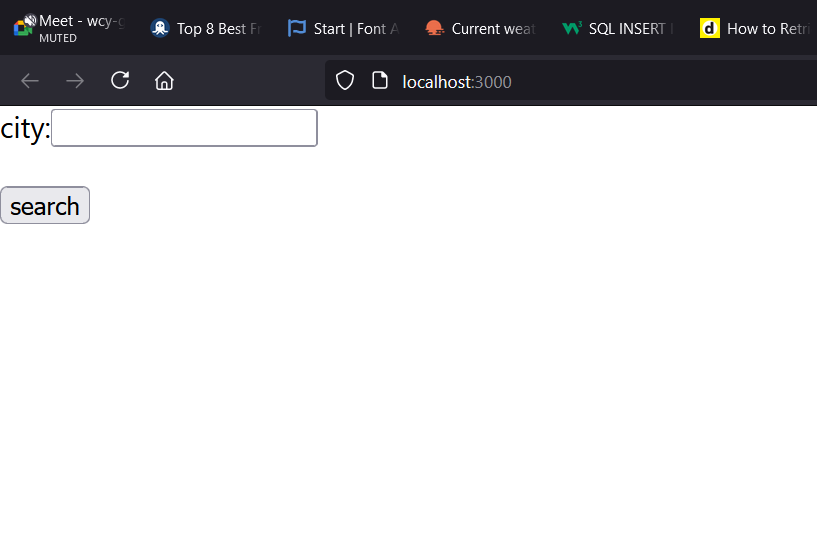 Meet - wcy-
MUTED
Top 8 Best Fr
Start | Font A
Current weat
SQL INSERT
How to Retri
localhost:3000
city:
search